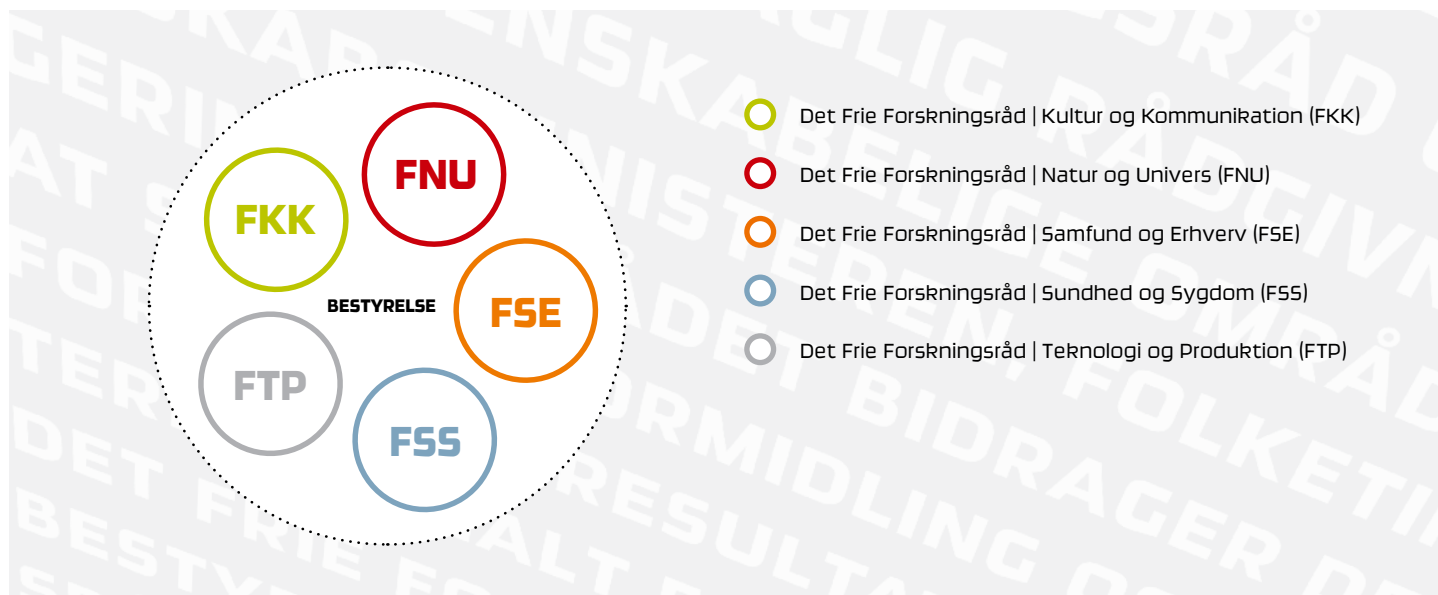 FNU
FKK
BESTYRELSE
FSE
FTP
FSS
Det Frie Forskningsråd | Kultur og Kommunikation (FKK)
Det Frie Forskningsråd | Natur og Univers (FNU)
Det Frie Forskningsråd | Samfund og Erhverv (FSE)
Det Frie Forskningsråd | Sundhed og Sygdom (FSS)
Det Frie Forskningsråd | Teknologi og Produktion (FTP)